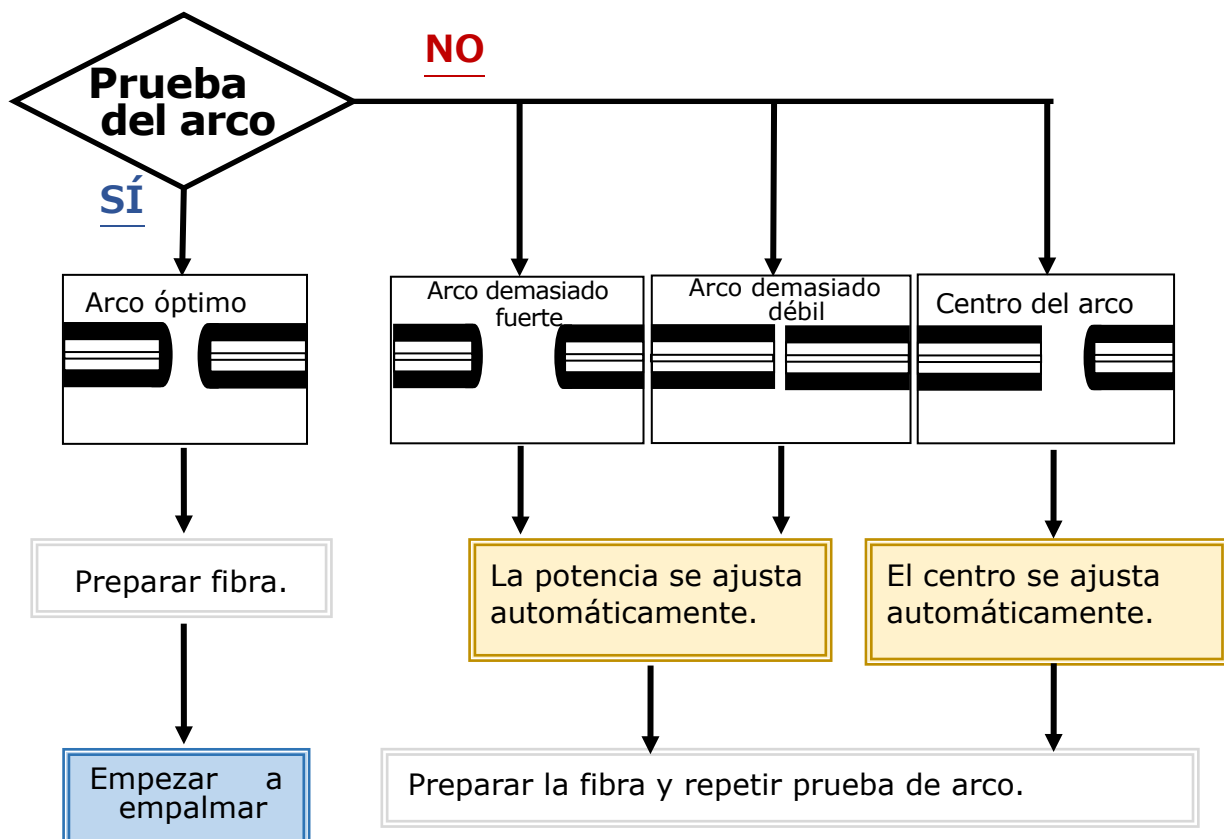 NO
Prueba
del arco
SÍ
Arco óptimo
Arco demasiado
fuerte
Arco demasiado
débil
Centro del arco
Preparar fibra.
La potencia se ajusta
automáticamente.
El centro se ajusta
automáticamente.
Empezar a
empalmar
Preparar la fibra y repetir prueba de arco.